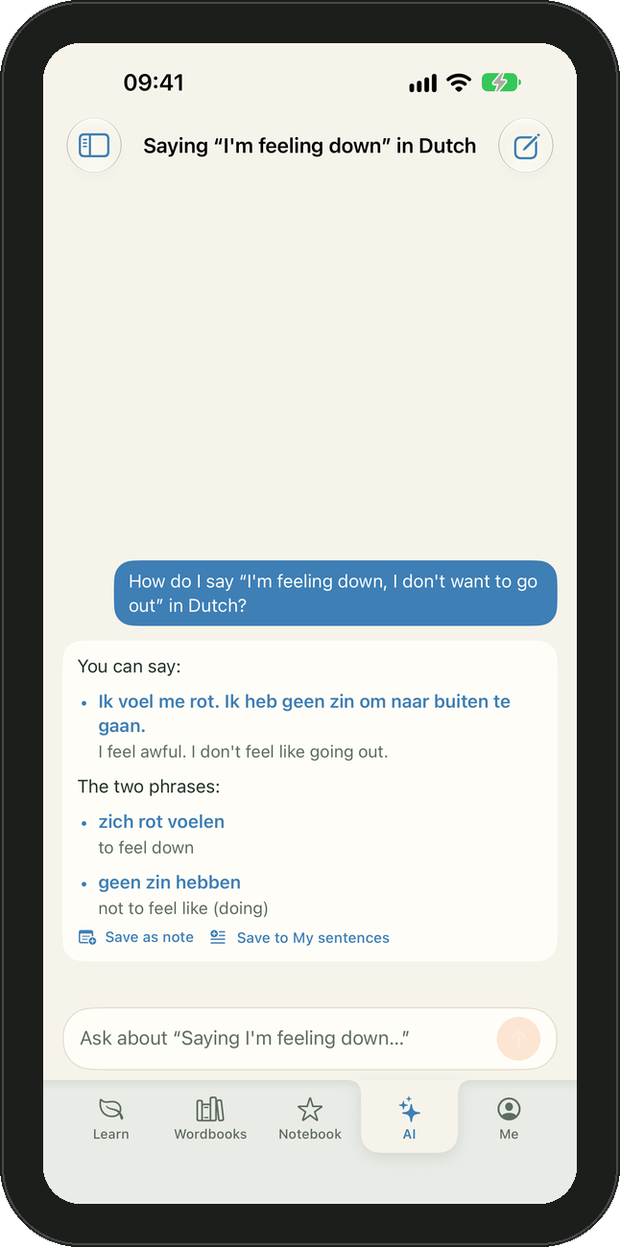 09:41
Saying “I'm feeling down” in Dutch
How do I say “I'm feeling down, I don't want to go
out” in Dutch?
You can say:
• Ik voel me rot. Ik heb geen zin om naar buiten te
gaan.
I feel awful. I don't feel like going out.
The two phrases:
• zich rot voelen
to feel down
• geen zin hebben
not to feel like (doing)
Save as note Save to My sentences
Ask about “Saying I'm feeling down...”
Learn Wordbooks Notebook AI Me